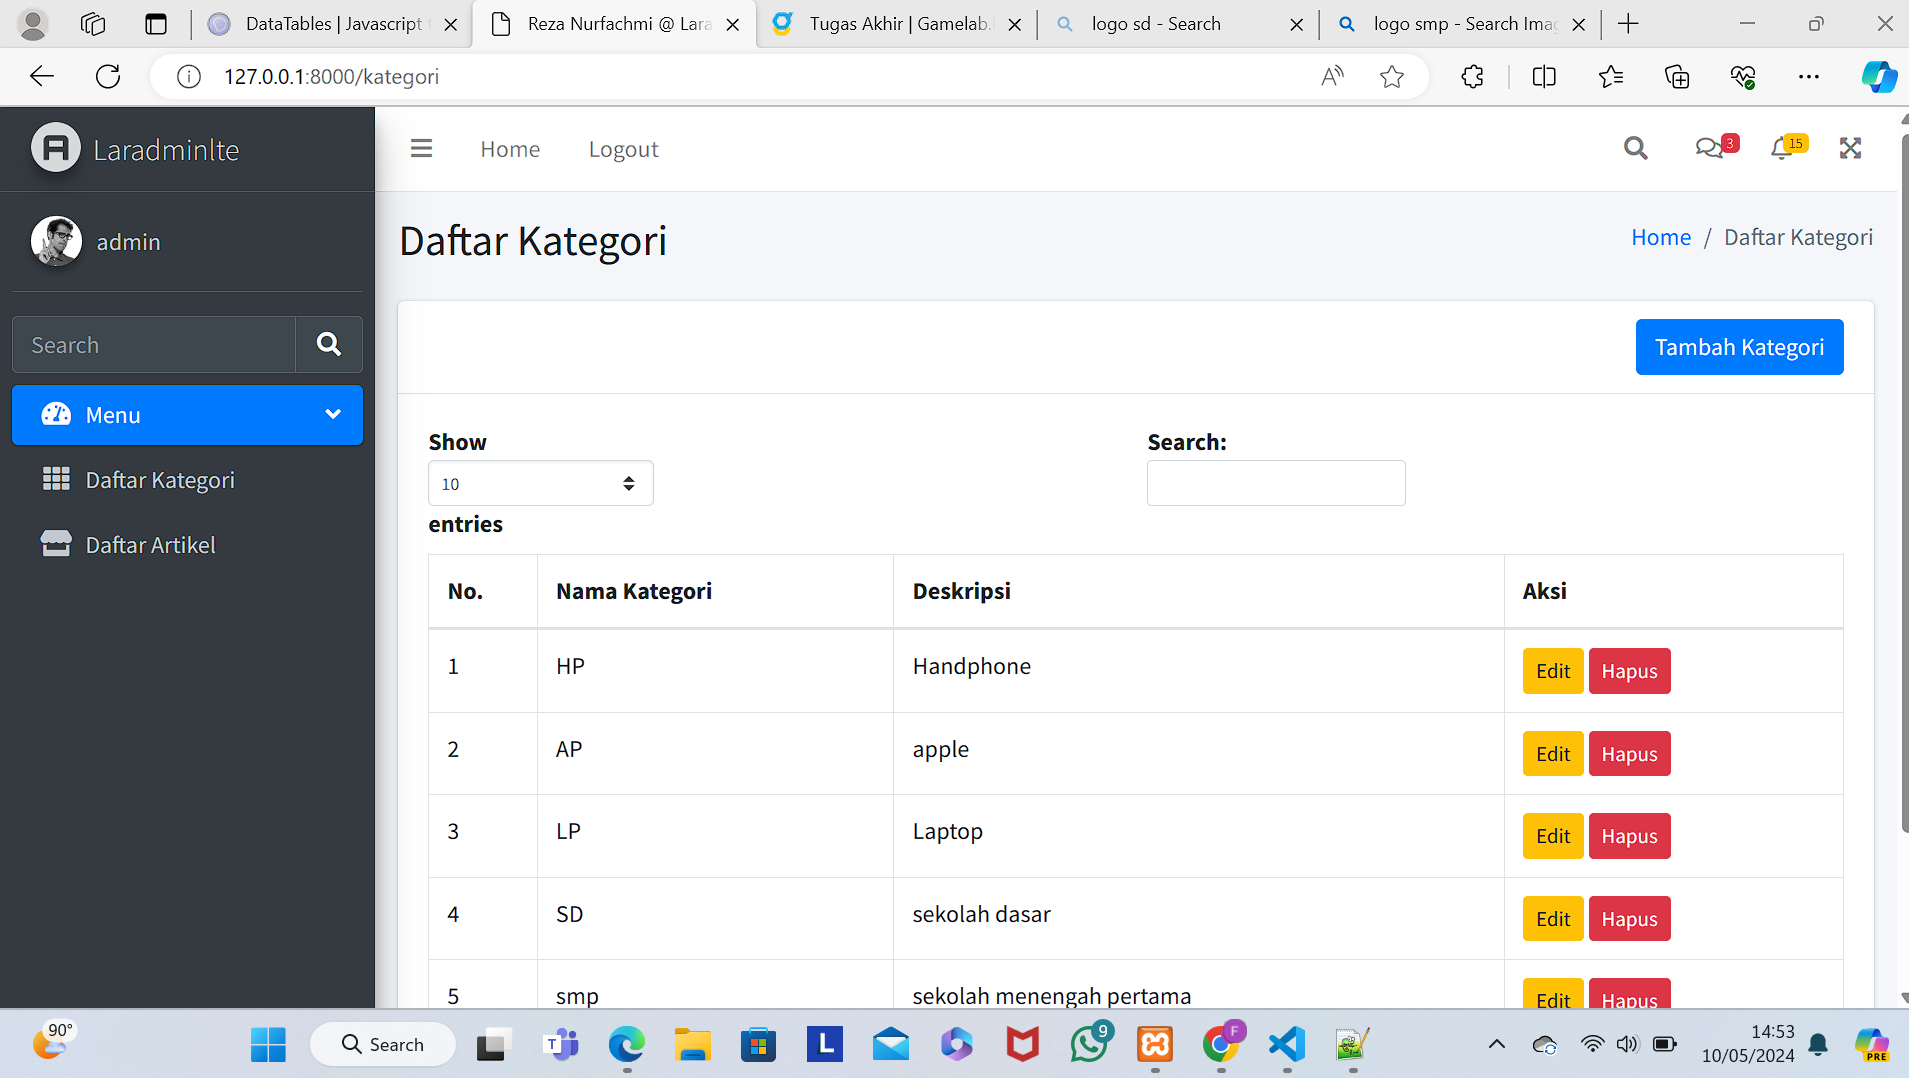 DataTables | Javascript
Reza Nurfachmi @ Lara
Tugas Akhir | Gamelab.
logo sd - Search
logo smp - Search Imag
127.0.0.1:8000/kategori
Laradminlte
Home
Logout
3
15
admin
Daftar Kategori
Home / Daftar Kategori
Search
Tambah Kategori
Menu
Daftar Kategori
Daftar Artikel
Show
10
entries
Search:
No. Nama Kategori Deskripsi Aksi
1 HP Handphone Edit Hapus
2 AP apple Edit Hapus
3 LP Laptop Edit Hapus
4 SD sekolah dasar Edit Hapus
5 smp sekolah menengah pertama Edit Hapus
90°
Search
T
L
9
F
14:53
10/05/2024
PRE